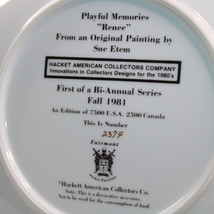 Playful Memories
"Renee"
From an Original Painting by
Sue Etem
HACKET AMERICAN COLLECTORS COMPANY
Innovations in Collectors Designs for the 1980's
First of a Bi-Annual Series
Fall 1981
An Edition of 7500 U.S.A. 2500 Canada
This Is Number
2374
Fairmont
©Hackett American Collectors Co.
Note: This is a decorative accessory
Not to be used for the consumption of food.